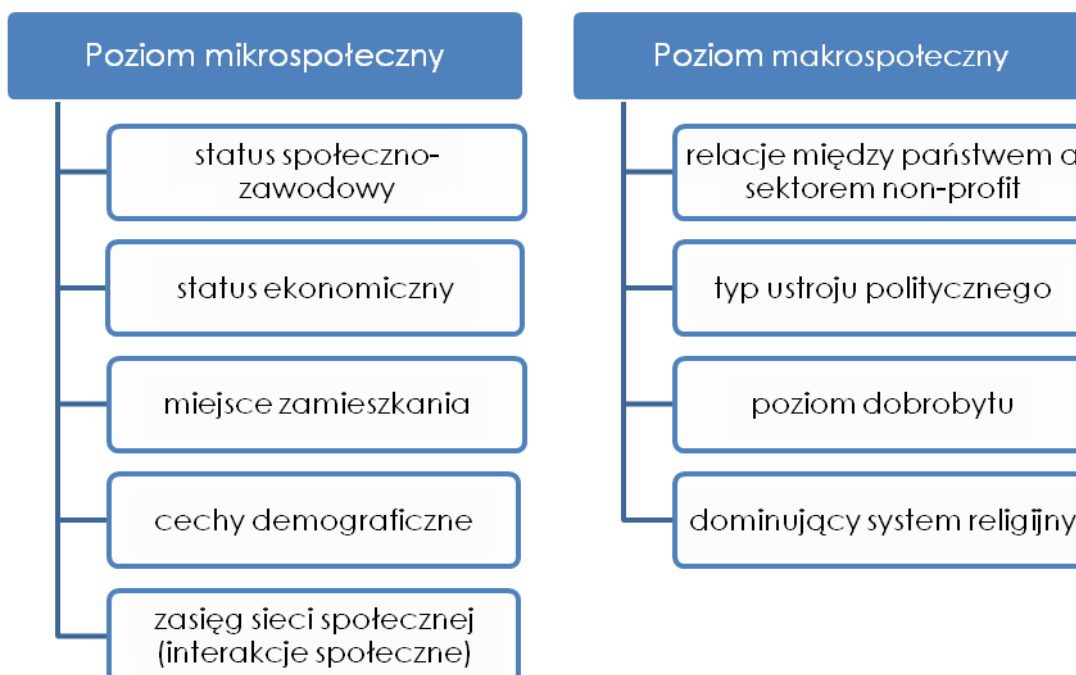 Poziom mikrospołeczny
status społeczno-
zawodowy
status ekonomiczny
miejsce zamieszkania
cechy demograficzne
zasięg sieci społecznej
(interakcje społeczne)
Poziom makrospołeczny
relacje między państwem a
sektorem non-profit
typ ustroju politycznego
poziom dobrobytu
dominujący system religijny